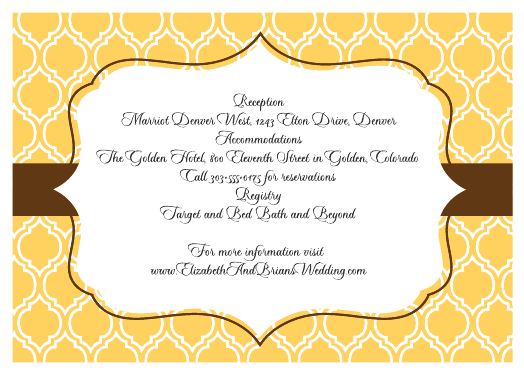 Reception
Marriot Denver West, 1243 Elton Drive, Denver
Accommodations
The Golden Hotel, 800 Eleventh Street in Golden, Colorado
Call 303-555-0175 for reservations
Registry
Target and Bed Bath and Beyond
For more information visit
www.ElizabethAndBriansWedding.com